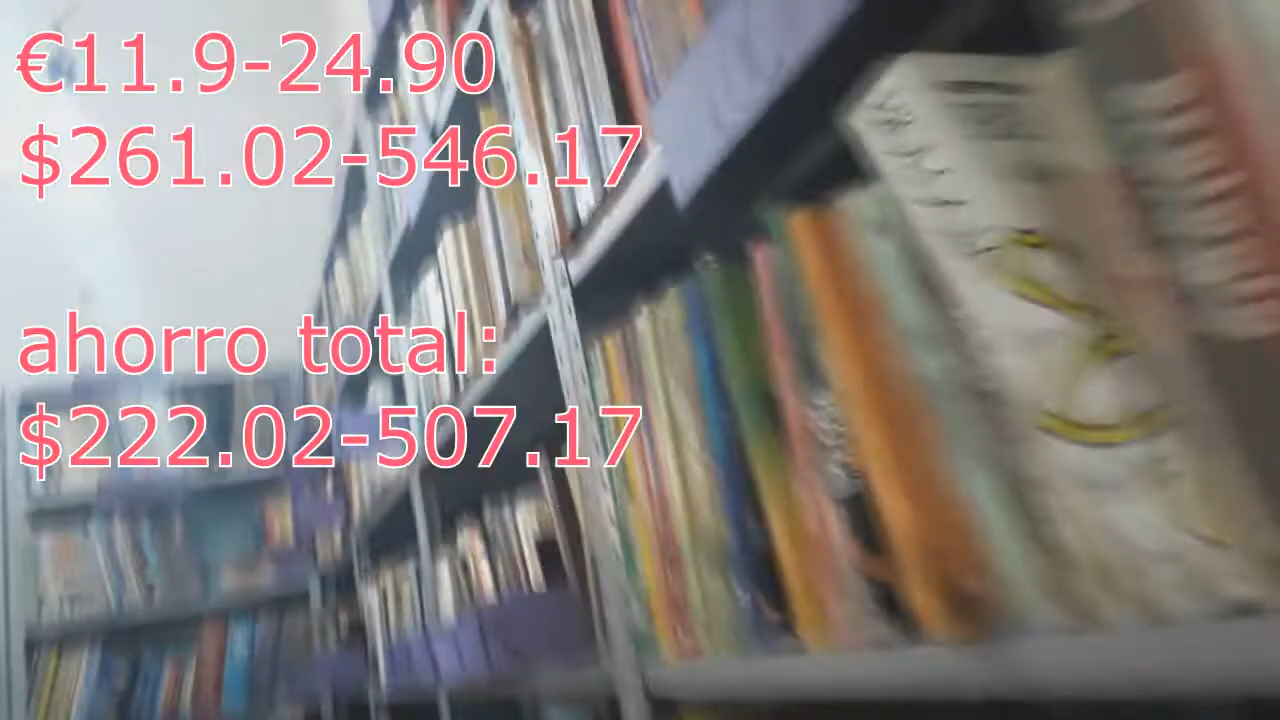 €11.9-24.90
$261.02-546.17
ahorro total:
$222.02-507.17